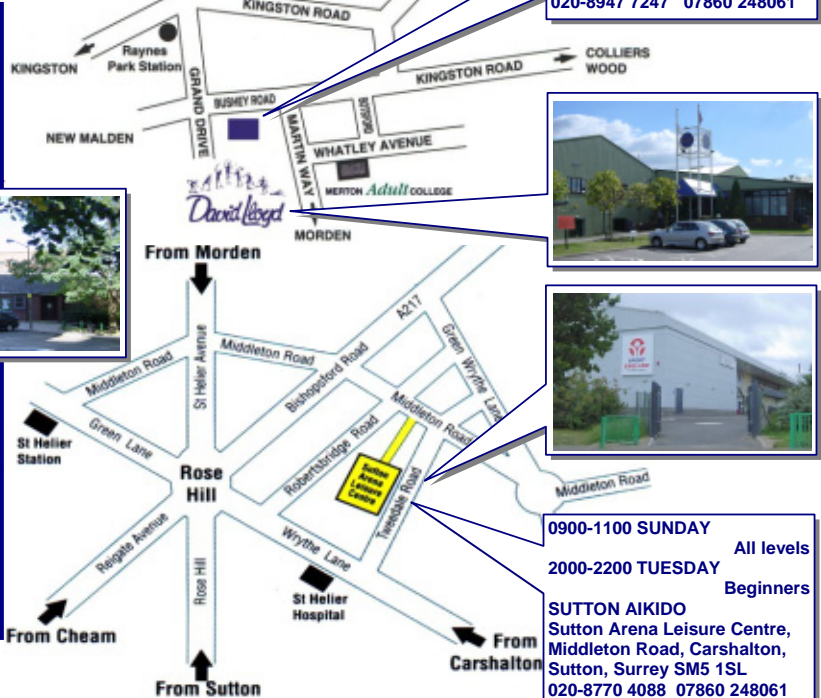 020-8947 7247 07860 248061
KINGSTON ROAD
Raynes
Park Station
KINGSTON
COLLIERS
WOOD
KINGSTON ROAD
GRAND DRIVE
BUSHEY ROAD
NEW MALDEN
MARTIN WAY
WHATLEY AVENUE
MERTON Adult COLLEGE
David Lloyd
MORDEN
From Morden
A217
St Helier Avenue
Middleton Road
Middleton Road
Bishopsford Road
Green Wrythe Lane
Green Lane
St Helier
Station
Middleton Road
Robertsbridge Road
Rose
Hill
Sutton
Arena
Leisure
Centre
Tweedale Road
Middleton Road
Wrythe Lane
Reigate Avenue
Rose Hill
St Helier
Hospital
From Cheam
From
Carshalton
From Sutton
0900-1100 SUNDAY
All levels
2000-2200 TUESDAY
Beginners
SUTTON AIKIDO
Sutton Arena Leisure Centre,
Middleton Road, Carshalton,
Sutton, Surrey SM5 1SL
020-8770 4088 07860 248061